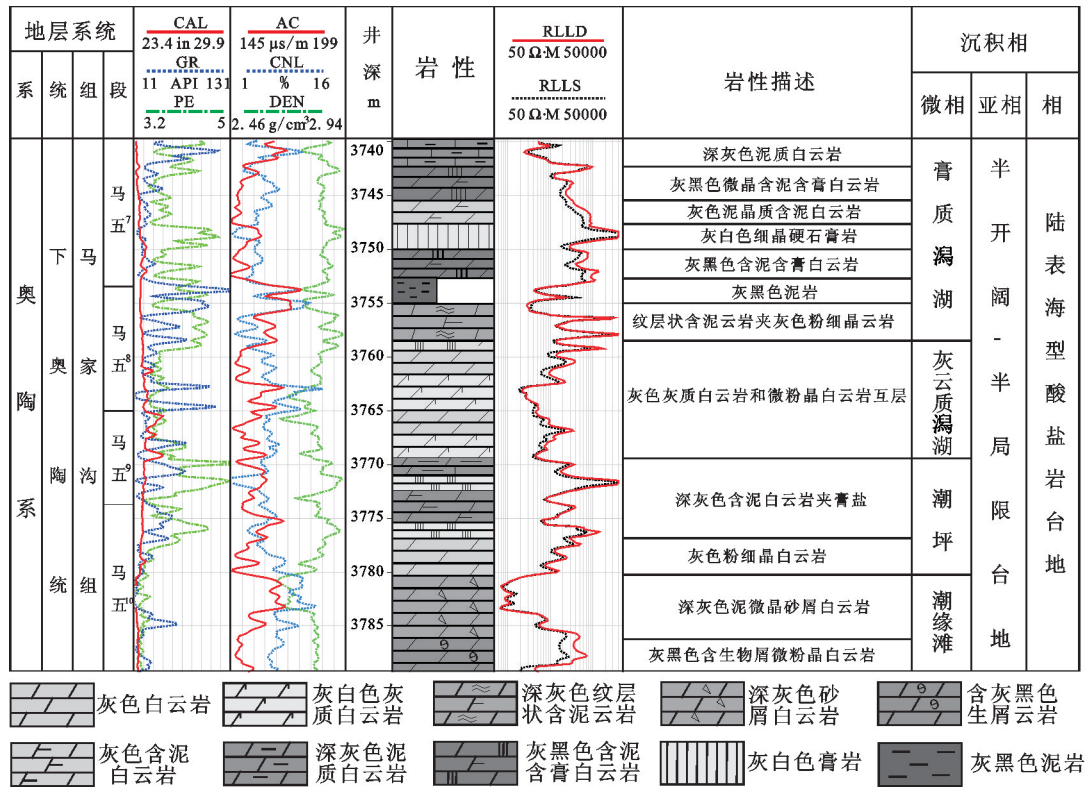 地层系统
系
统
组
段
CAL
23.4 in 29.9
GR
11 API 131
PE
3.2 5
AC
145 μs/m 199
CNL
1 % 16
DEN
2.46 g/cm³ 2.94
井深 m
岩性
RLLD
50 Ω·M 50000
RLLS
50 Ω·M 50000
岩性描述
沉积相
微相
亚相
相
奥陶系
下奥陶统
马家沟组
马五⁷
马五⁸
马五⁹
马五¹⁰
3740
3745
3750
3755
3760
3765
3770
3775
3780
3785
深灰色泥质白云岩
灰黑色微晶含泥含膏白云岩
灰色泥晶质含泥白云岩
灰白色细晶硬石膏岩
灰黑色含泥含膏白云岩
灰黑色泥岩
纹层状含泥云岩夹灰色粉细晶云岩
灰色灰质白云岩和微粉晶白云岩互层
深灰色含泥白云岩夹膏盐
灰色粉细晶白云岩
深灰色泥微晶砂屑白云岩
灰黑色含生物屑微粉晶白云岩
膏质潟湖
灰云质潟湖
潮坪
潮缘滩
半开阔-半局限台地
陆表海型酸盐岩台地
灰色白云岩
灰白色灰
质白云岩
深灰色纹层
状含泥云岩
深灰色砂
屑白云岩
含灰黑色
生屑云岩
灰色含泥
白云岩
深灰色泥
质白云岩
灰黑色含泥
含膏白云岩
灰白色膏岩
灰黑色泥岩